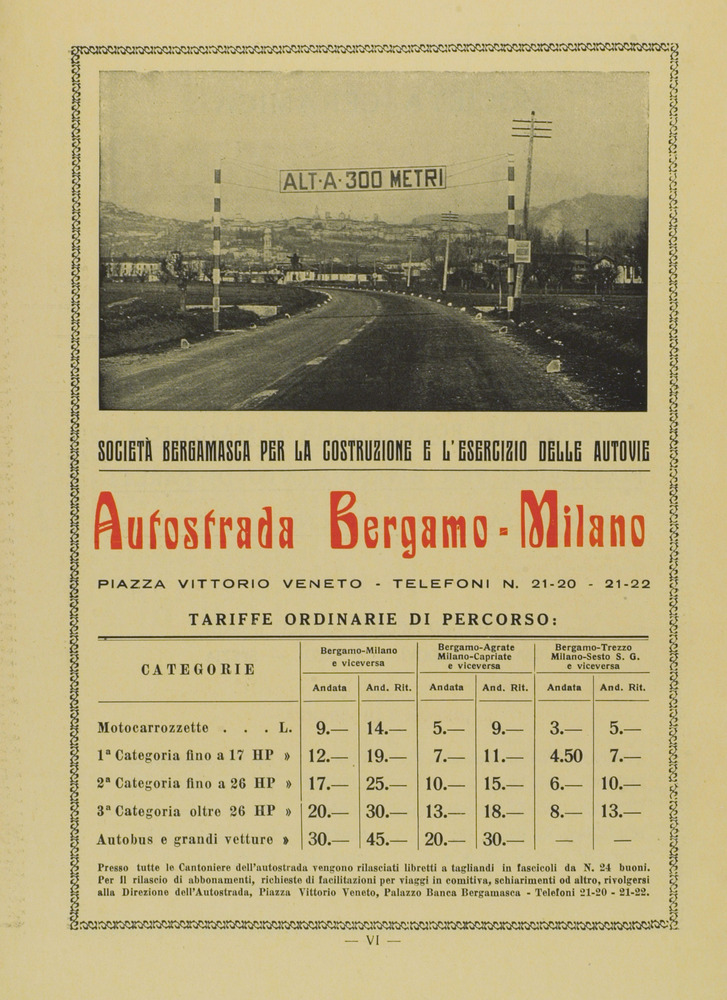 ALT·A·300 METRI
SOCIETÀ BERGAMASCA PER LA COSTRUZIONE E L'ESERCIZIO DELLE AUTOVIE
Autostrada Bergamo - Milano
PIAZZA VITTORIO VENETO - TELEFONI N. 21-20 - 21-22
TARIFFE ORDINARIE DI PERCORSO:
CATEGORIE
Bergamo-Milano
e viceversa
Bergamo-Agrate
Milano-Capriate
e viceversa
Bergamo-Trezzo
Milano-Sesto S. G.
e viceversa
Andata And. Rit. Andata And. Rit. Andata And. Rit.
Motocarrozzette . . . L. 9.— 14.— 5.— 9.— 3.— 5.—
1ª Categoria fino a 17 HP » 12.— 19.— 7.— 11.— 4.50 7.—
2ª Categoria fino a 26 HP » 17.— 25.— 10.— 15.— 6.— 10.—
3ª Categoria oltre 26 HP » 20.— 30.— 13.— 18.— 8.— 13.—
Autobus e grandi vetture » 30.— 45.— 20.— 30.— — —
Presso tutte le Cantoniere dell'autostrada vengono rilasciati libretti a tagliandi in fascicoli da N. 24 buoni.
Per il rilascio di abbonamenti, richieste di facilitazioni per viaggi in comitiva, schiarimenti od altro, rivolgersi
alla Direzione dell'Autostrada, Piazza Vittorio Veneto, Palazzo Banca Bergamasca - Telefoni 21-20 - 21-22.
— VI —